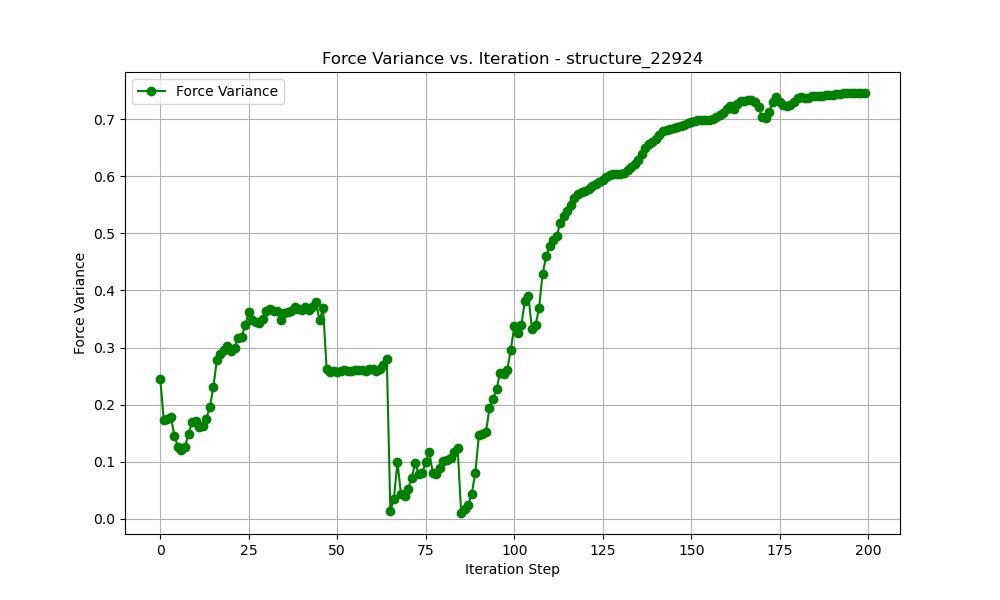 Force Variance vs. Iteration - structure_22924
Force Variance
Force Variance
0.7
0.6
0.5
0.4
0.3
0.2
0.1
0.0
0 25 50 75 100 125 150 175 200
Iteration Step